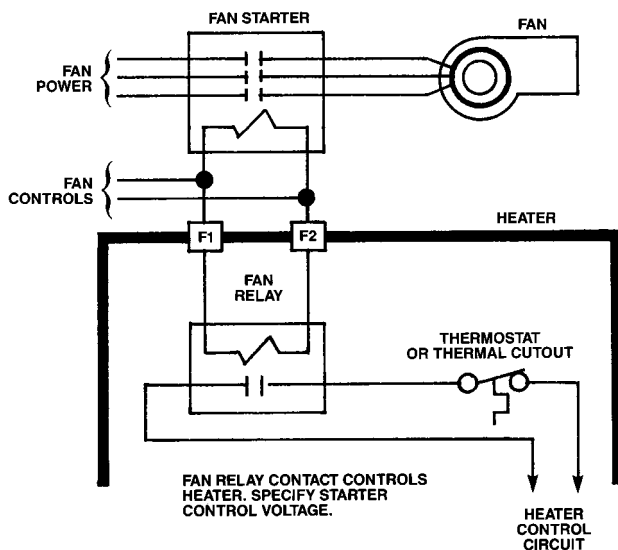 FAN STARTER
FAN
FAN
POWER
FAN
CONTROLS
HEATER
F1
F2
FAN
RELAY
THERMOSTAT
OR THERMAL CUTOUT
FAN RELAY CONTACT CONTROLS
HEATER. SPECIFY STARTER
CONTROL VOLTAGE.
HEATER
CONTROL
CIRCUIT